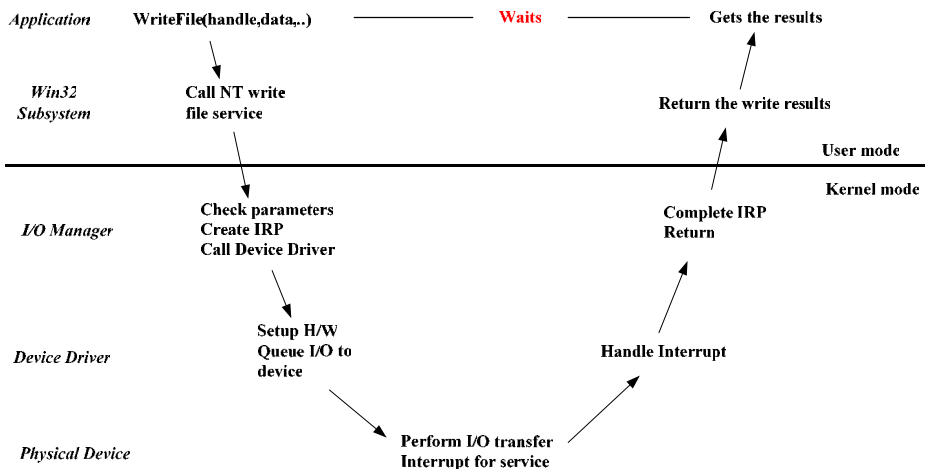 Application WriteFile(handle,data,..) Waits Gets the results
Win32
Subsystem
Call NT write
file service
Return the write results
User mode
Kernel mode
I/O Manager
Check parameters
Create IRP
Call Device Driver
Complete IRP
Return
Device Driver
Setup H/W
Queue I/O to
device
Handle Interrupt
Physical Device
Perform I/O transfer
Interrupt for service